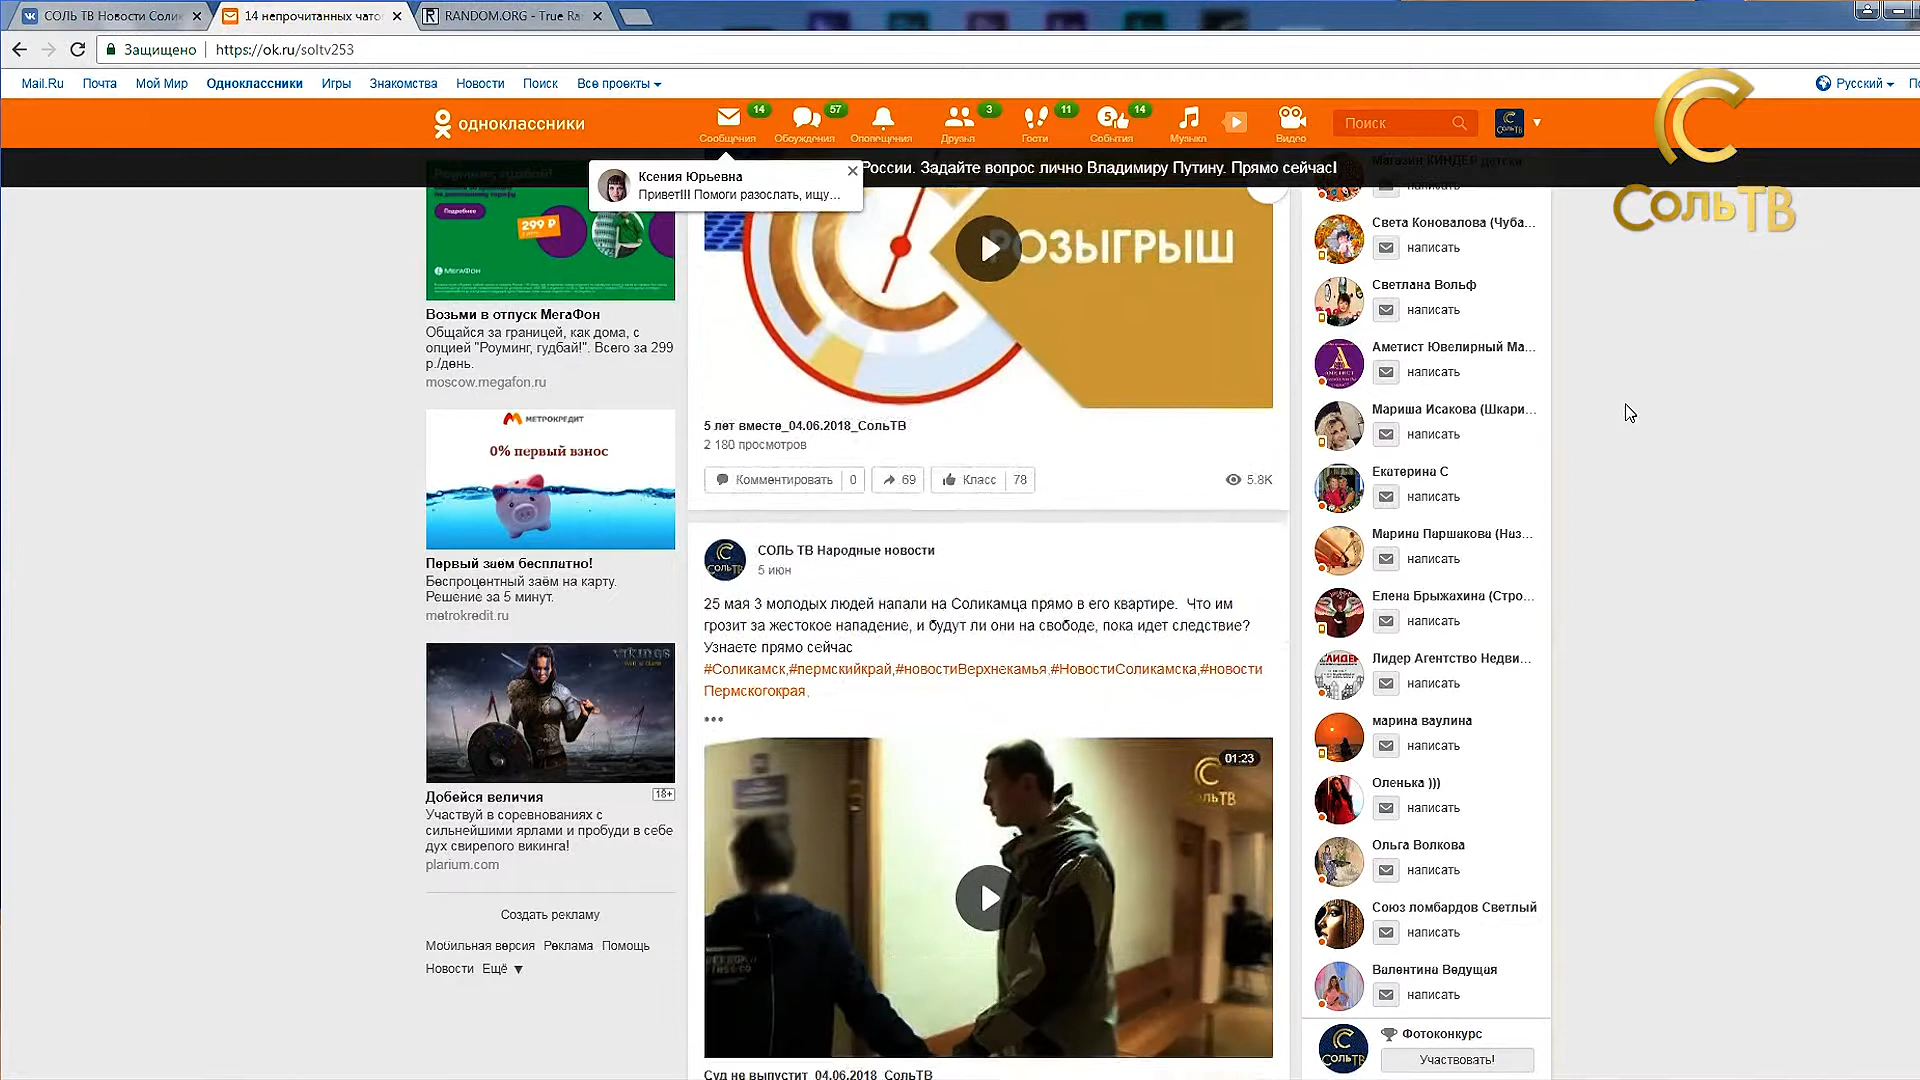 СОЛЬ ТВ Новости Солик
14 непрочитанных чато
RANDOM.ORG - True Ra
Защищено
https://ok.ru/soltv253
Mail.Ru Почта Мой Мир Одноклассники Игры Знакомства Новости Поиск Все проекты
Русский
одноклассники
14 57 3 11 14
Сообщения Обсуждения Оповещения Друзья Гости События Музыка Видео
Поиск
России. Задайте вопрос лично Владимиру Путину. Прямо сейчас!
Ксения Юрьевна
Привет!!! Помоги разослать, ищу...
СольТВ
Подробнее
299 ₽
МЕГАФОН
Возьми в отпуск МегаФон
Общайся за границей, как дома, с
опцией "Роуминг, гудбай!". Всего за 299
р./день.
moscow.megafon.ru
МЕТРОКРЕДИТ
0% первый взнос
Первый заём бесплатно!
Беспроцентный заём на карту.
Решение за 5 минут.
metrokredit.ru
VIKINGS
Добейся величия
18+
Участвуй в соревнованиях с
сильнейшими ярлами и пробуди в себе
дух свирепого викинга!
plarium.com
Создать рекламу
Мобильная версия Реклама Помощь
Новости Ещё
РОЗЫГРЫШ
5 лет вместе_04.06.2018_СольТВ
2 180 просмотров
Комментировать 0
69
Класс 78
5.8K
СОЛЬ ТВ Народные новости
5 июн
25 мая 3 молодых людей напали на Соликамца прямо в его квартире. Что им
грозит за жестокое нападение, и будут ли они на свободе, пока идет следствие?
Узнаете прямо сейчас
#Соликамск,#пермскийкрай,#новостиВерхнекамья,#НовостиСоликамска,#новости
Пермскогокрая,
01:23
Суд не выпустит_04.06.2018_СольТВ
Магазин КИНДЕР детски
Света Коновалова (Чуба...
написать
Светлана Вольф
написать
Аметист Ювелирный Ма...
написать
Мариша Исакова (Шкари...
написать
Екатерина С
написать
Марина Паршакова (Низ...
написать
Елена Брыжахина (Стро...
написать
Лидер Агентство Недви...
написать
марина ваулина
написать
Оленька )))
написать
Ольга Волкова
написать
Союз ломбардов Светлый
написать
Валентина Ведущая
написать
Фотоконкурс
Участвовать!